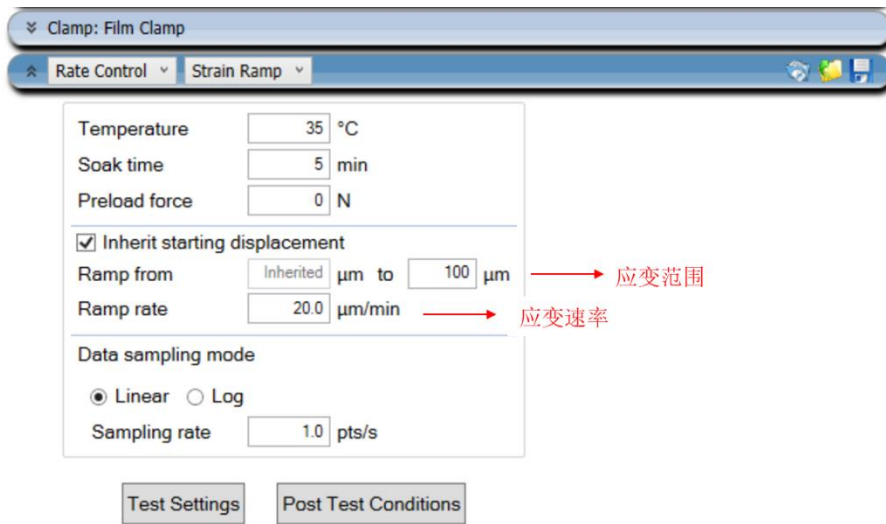 Clamp: Film Clamp
Rate Control Strain Ramp
Temperature 35 °C
Soak time 5 min
Preload force 0 N
Inherit starting displacement
Ramp from Inherited µm to 100 µm 应变范围
Ramp rate 20.0 µm/min 应变速率
Data sampling mode
Linear Log
Sampling rate 1.0 pts/s
Test Settings Post Test Conditions